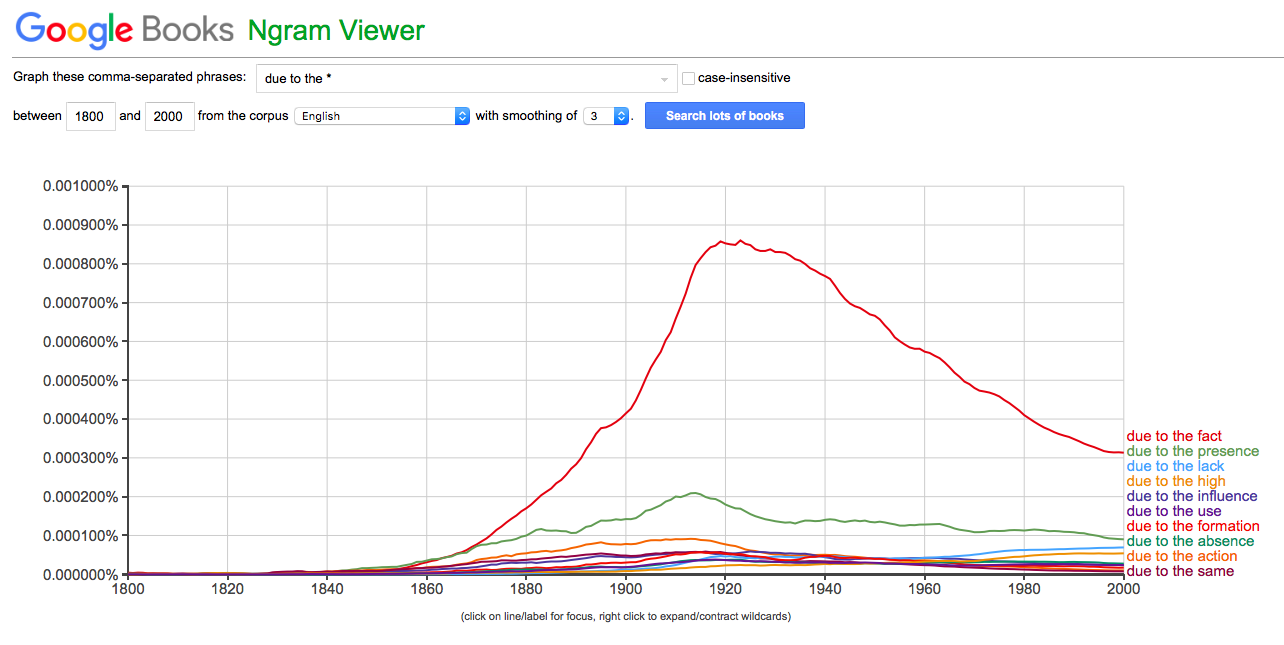 Google Books Ngram Viewer
Graph these comma-separated phrases: due to the * case-insensitive
between 1800 and 2000 from the corpus English with smoothing of 3 . Search lots of books
0.001000%
0.000900%
0.000800%
0.000700%
0.000600%
0.000500%
0.000400%
0.000300%
0.000200%
0.000100%
0.000000%
1800 1820 1840 1860 1880 1900 1920 1940 1960 1980 2000
due to the fact
due to the presence
due to the lack
due to the high
due to the influence
due to the use
due to the formation
due to the absence
due to the action
due to the same
(click on line/label for focus, right click to expand/contract wildcards)